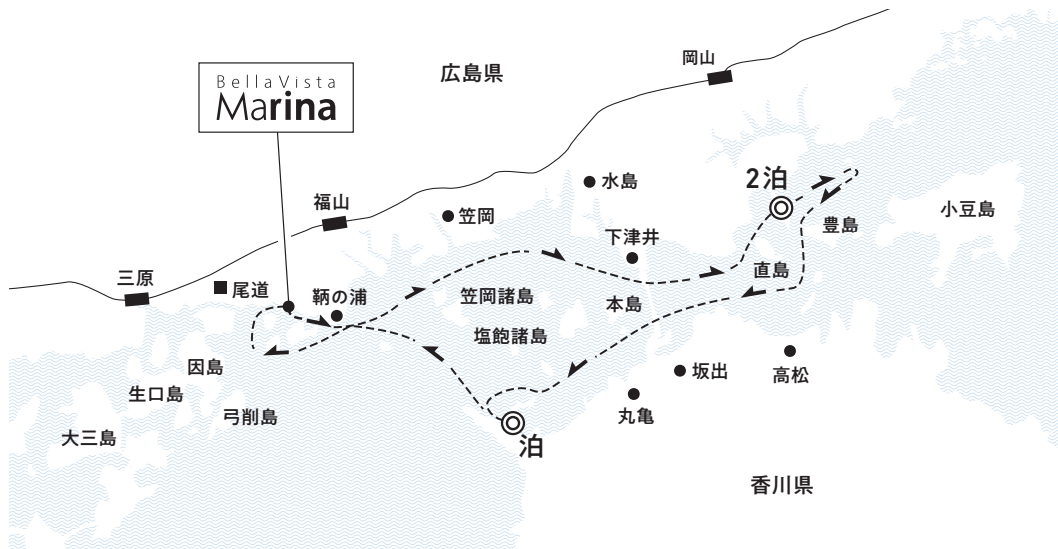 広島県
岡山
BellaVista
Marina
水島
2泊
福山
笠岡
小豆島
豊島
下津井
直島
三原
尾道
鞆の浦
笠岡諸島
本島
塩飽諸島
因島
坂出
高松
生口島
弓削島
丸亀
大三島
泊
香川県